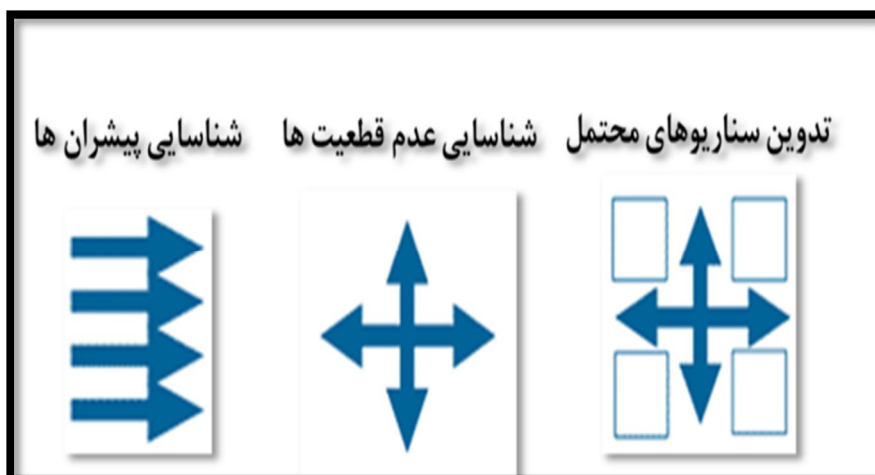 تدوین سناریوهای محتمل شناسایی عدم قطعیت ها شناسایی پیشران ها